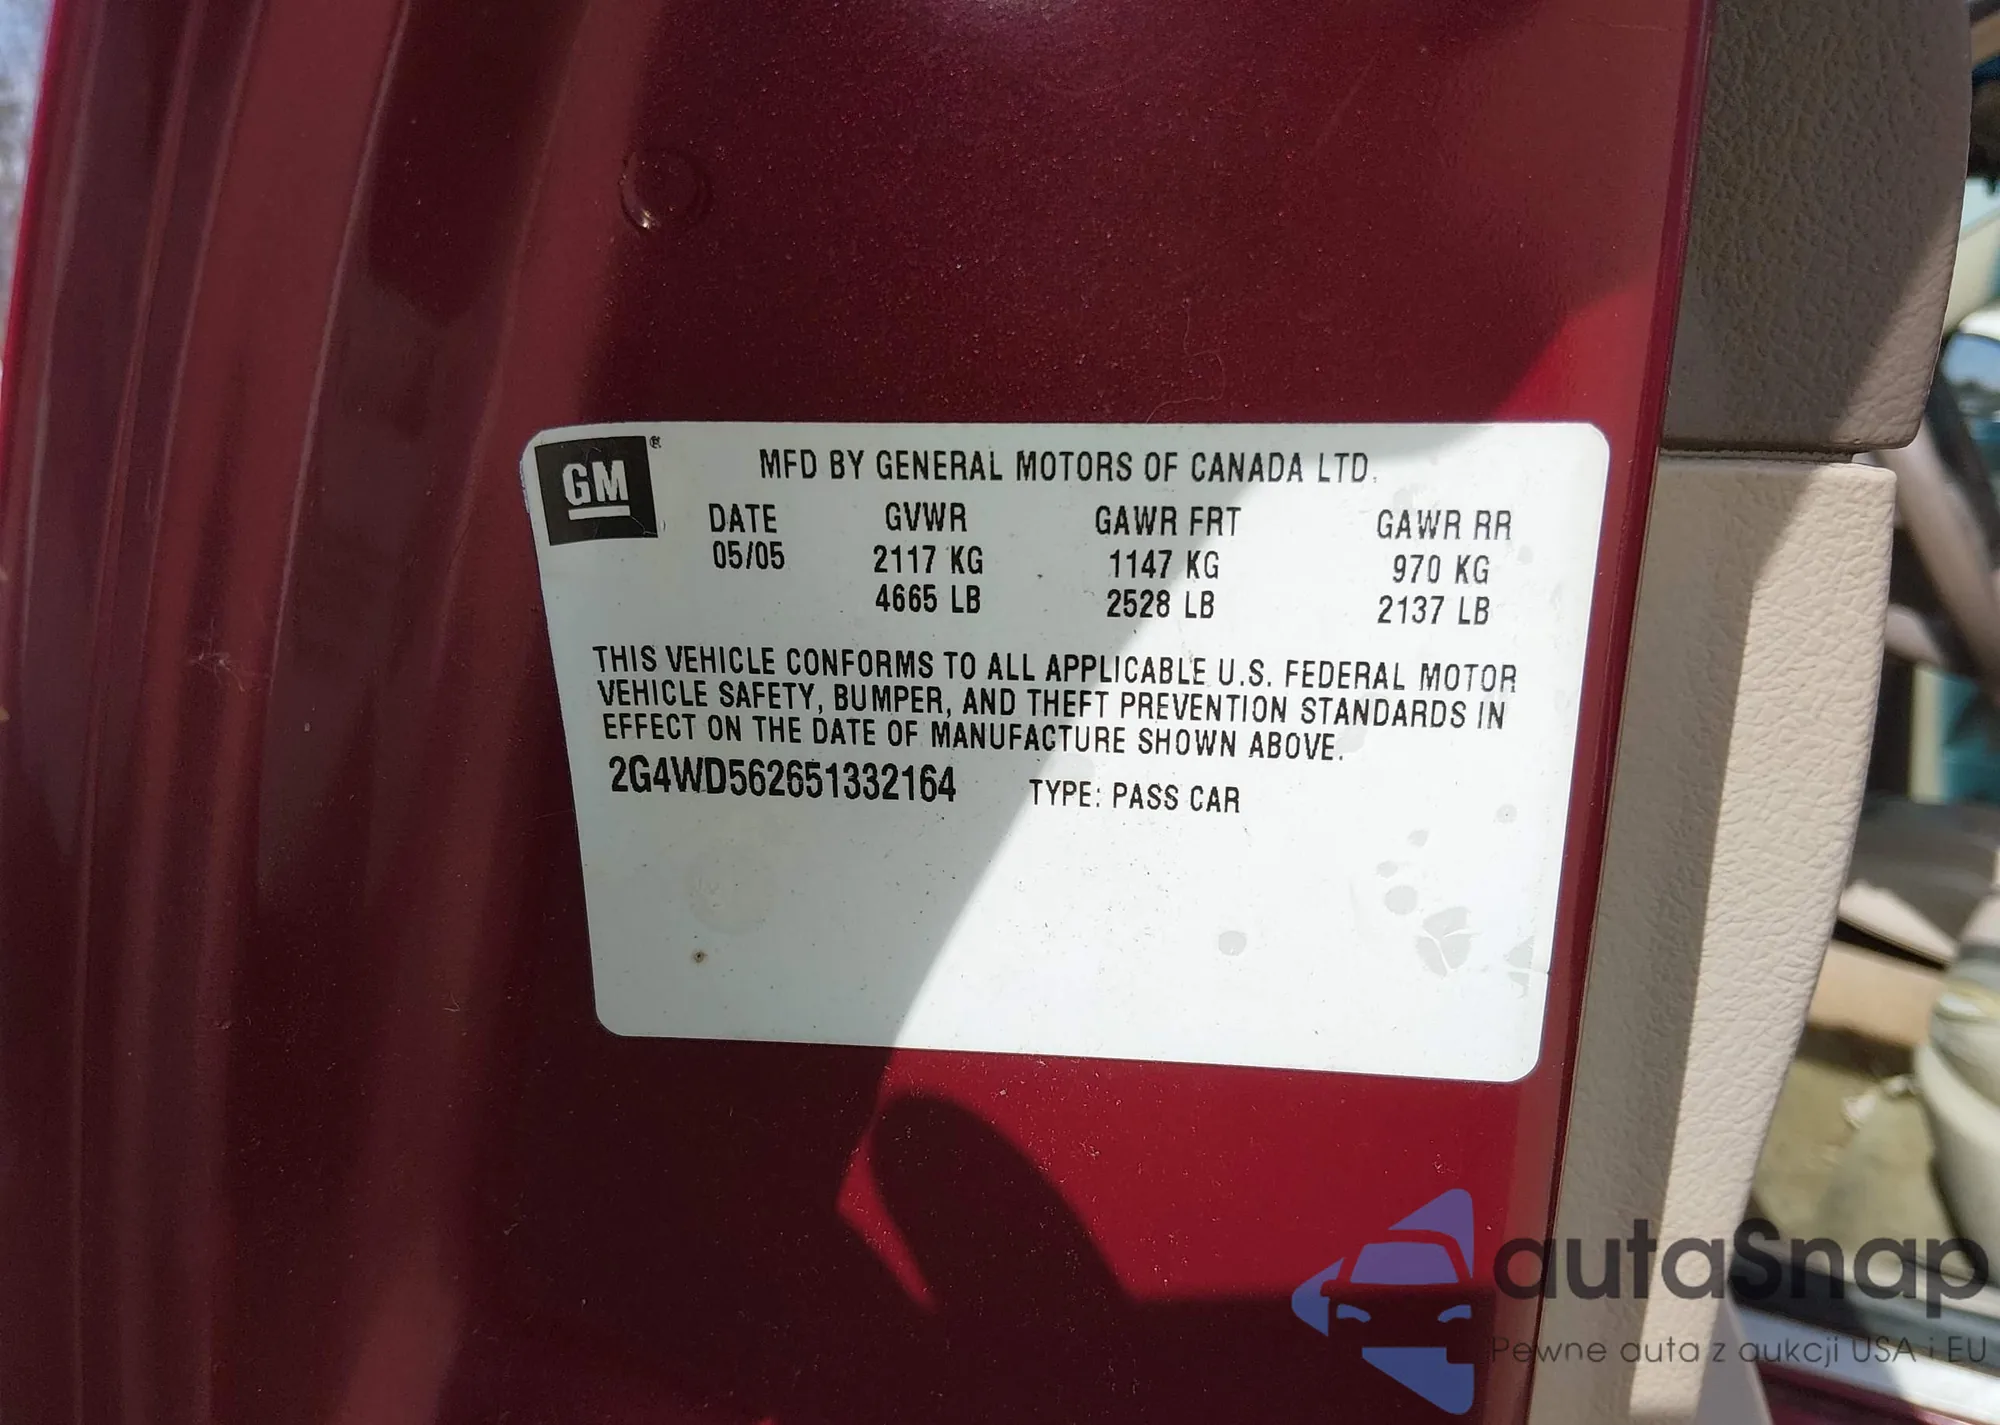 GM®
MFD BY GENERAL MOTORS OF CANADA LTD.
DATE GVWR GAWR FRT GAWR RR
05/05 2117 KG 1147 KG 970 KG
4665 LB 2528 LB 2137 LB
THIS VEHICLE CONFORMS TO ALL APPLICABLE U.S. FEDERAL MOTOR
VEHICLE SAFETY, BUMPER, AND THEFT PREVENTION STANDARDS IN
EFFECT ON THE DATE OF MANUFACTURE SHOWN ABOVE.
2G4WD562651332164 TYPE: PASS CAR
autaSnap
Pewne auta z aukcji USA i EU